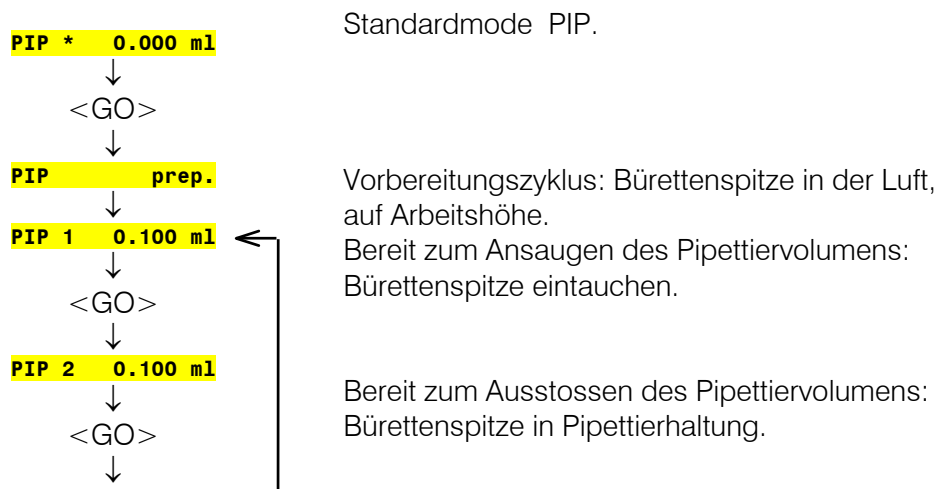 PIP * 0.000 ml
Standardmode PIP.
↓
<GO>
↓
PIP prep.
Vorbereitungszyklus: Bürettenspitze in der Luft,
auf Arbeitshöhe.
↓
PIP 1 0.100 ml
Bereit zum Ansaugen des Pipettiervolumens:
Bürettenspitze eintauchen.
↓
<GO>
↓
PIP 2 0.100 ml
Bereit zum Ausstossen des Pipettiervolumens:
Bürettenspitze in Pipettierhaltung.
↓
<GO>
↓